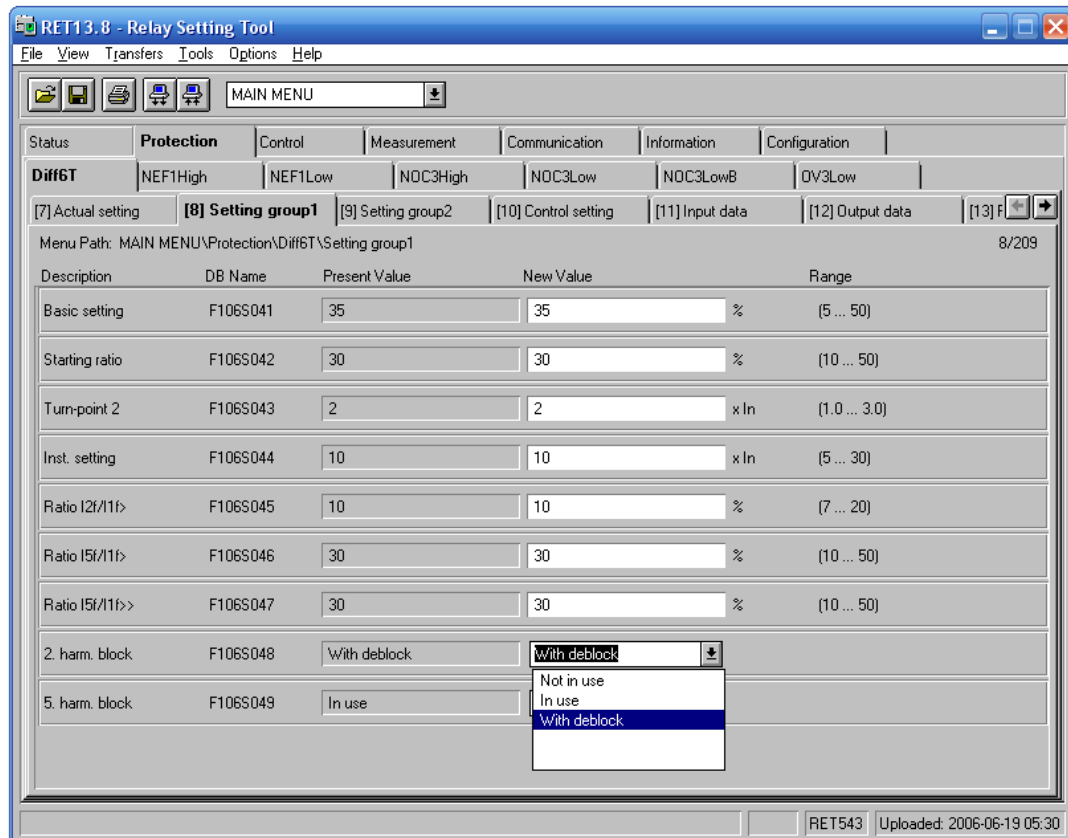 RET13.8 - Relay Setting Tool
File View Transfers Tools Options Help
MAIN MENU
Status Protection Control Measurement Communication Information Configuration
Diff6T NEF1High NEF1Low NOC3High NOC3Low NOC3LowB OV3Low
[7] Actual setting [8] Setting group1 [9] Setting group2 [10] Control setting [11] Input data [12] Output data [13]
Menu Path: MAIN MENU\Protection\Diff6T\Setting group1 8/209
Description DB Name Present Value New Value Range
Basic setting F106S041 35 35 % (5 ... 50)
Starting ratio F106S042 30 30 % (10 ... 50)
Turn-point 2 F106S043 2 2 x In (1.0 ... 3.0)
Inst. setting F106S044 10 10 x In (5 ... 30)
Ratio I2f/I1f> F106S045 10 10 % (7 ... 20)
Ratio I5f/I1f> F106S046 30 30 % (10 ... 50)
Ratio I5f/I1f>> F106S047 30 30 % (10 ... 50)
2. harm. block F106S048 With deblock With deblock
Not in use
5. harm. block F106S049 In use In use
With deblock
RET543 Uploaded: 2006-06-19 05:30